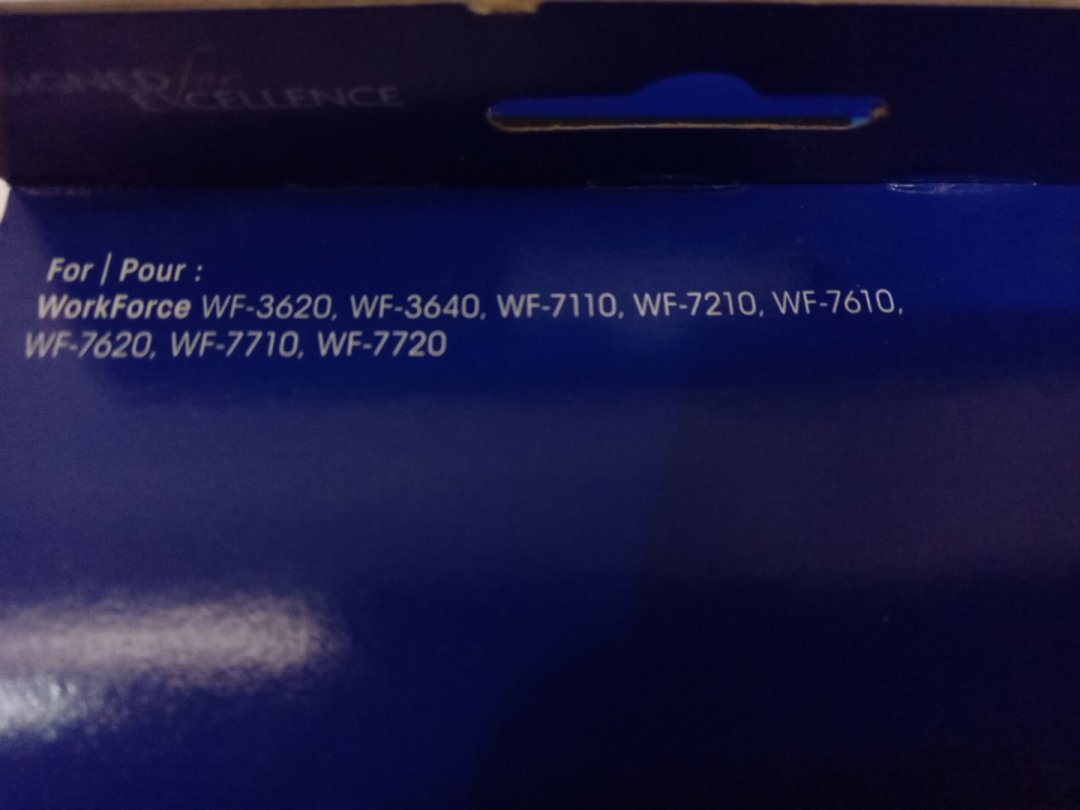 for
EXCELLENCE
For | Pour :
WorkForce WF-3620, WF-3640, WF-7110, WF-7210, WF-7610,
WF-7620, WF-7710, WF-7720